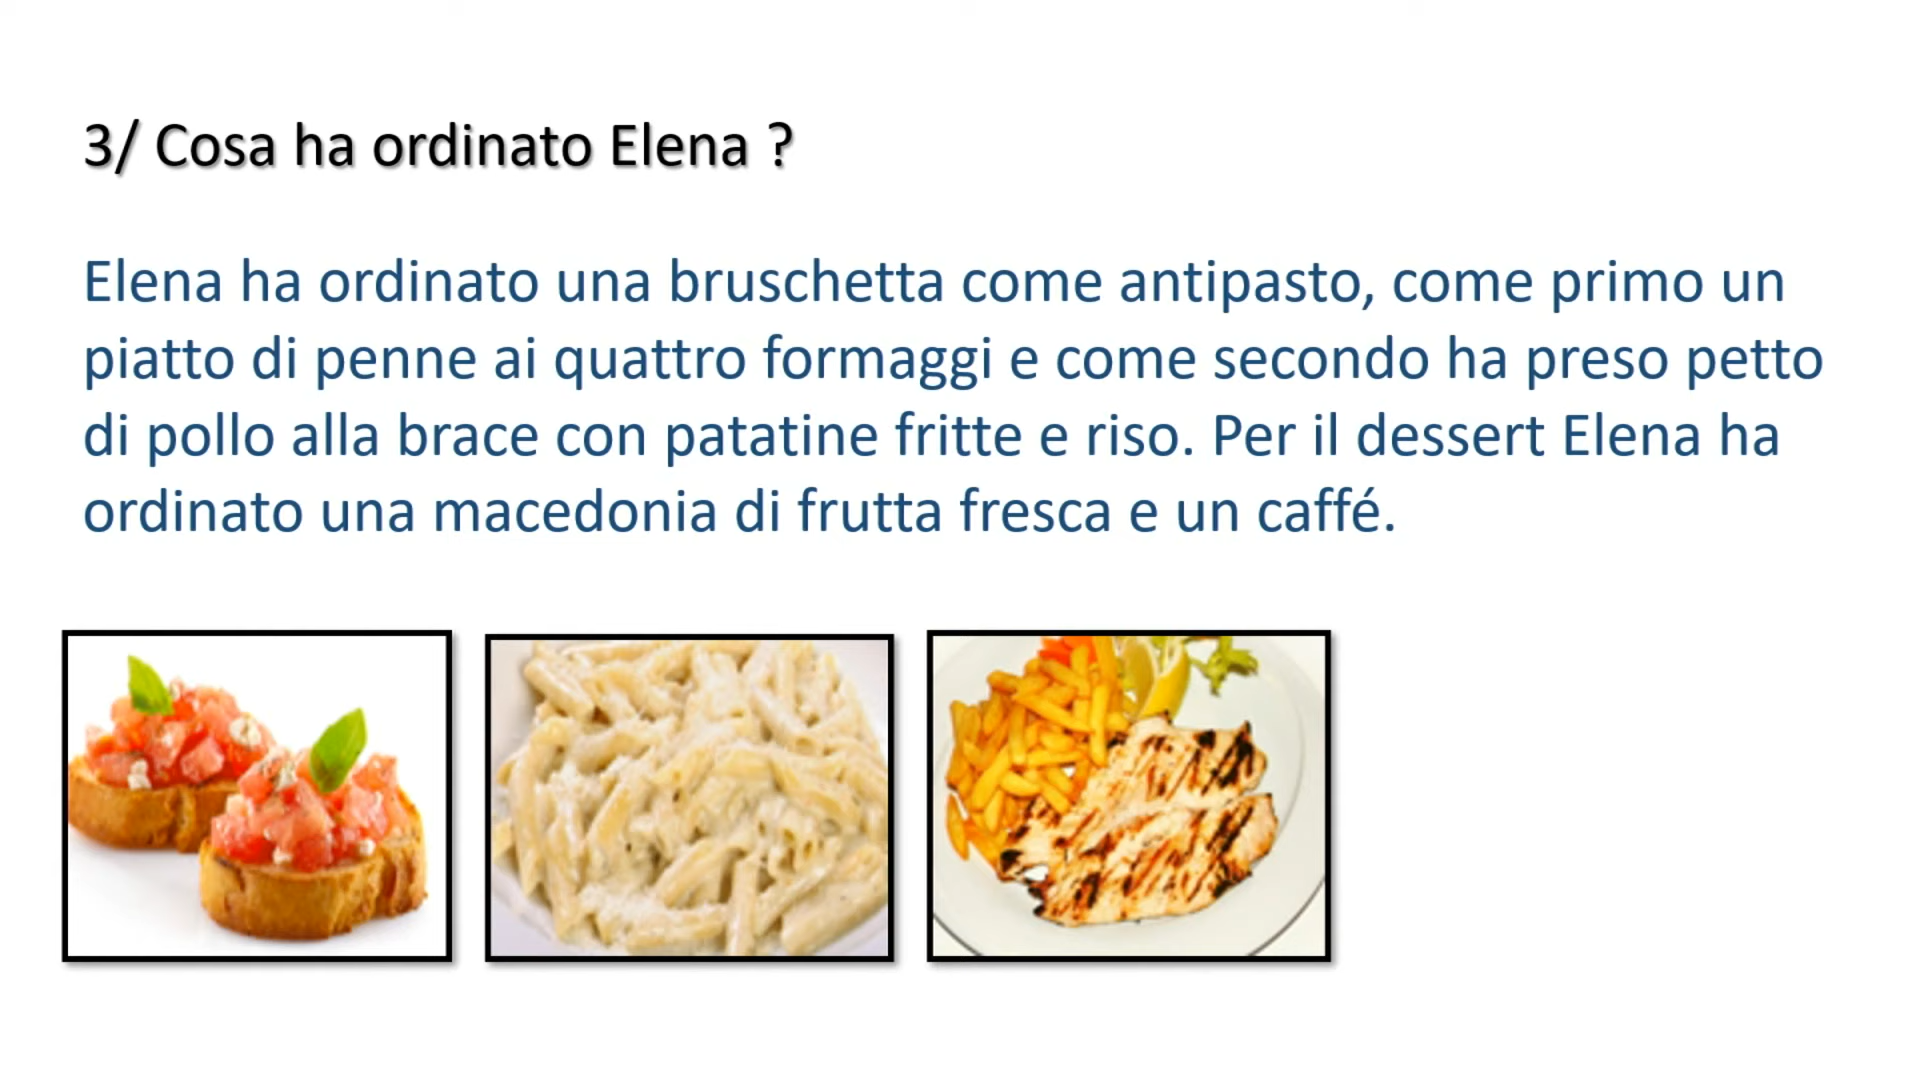 3/ Cosa ha ordinato Elena ?
Elena ha ordinato una bruschetta come antipasto, come primo un
piatto di penne ai quattro formaggi e come secondo ha preso petto
di pollo alla brace con patatine fritte e riso. Per il dessert Elena ha
ordinato una macedonia di frutta fresca e un caffé.